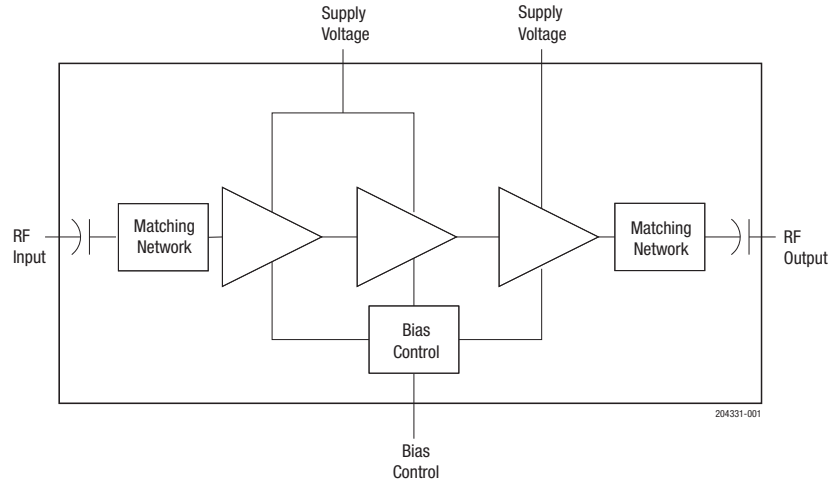 Supply
Voltage
Supply
Voltage
RF
Input
Matching
Network
Matching
Network
RF
Output
Bias
Control
204331-001
Bias
Control